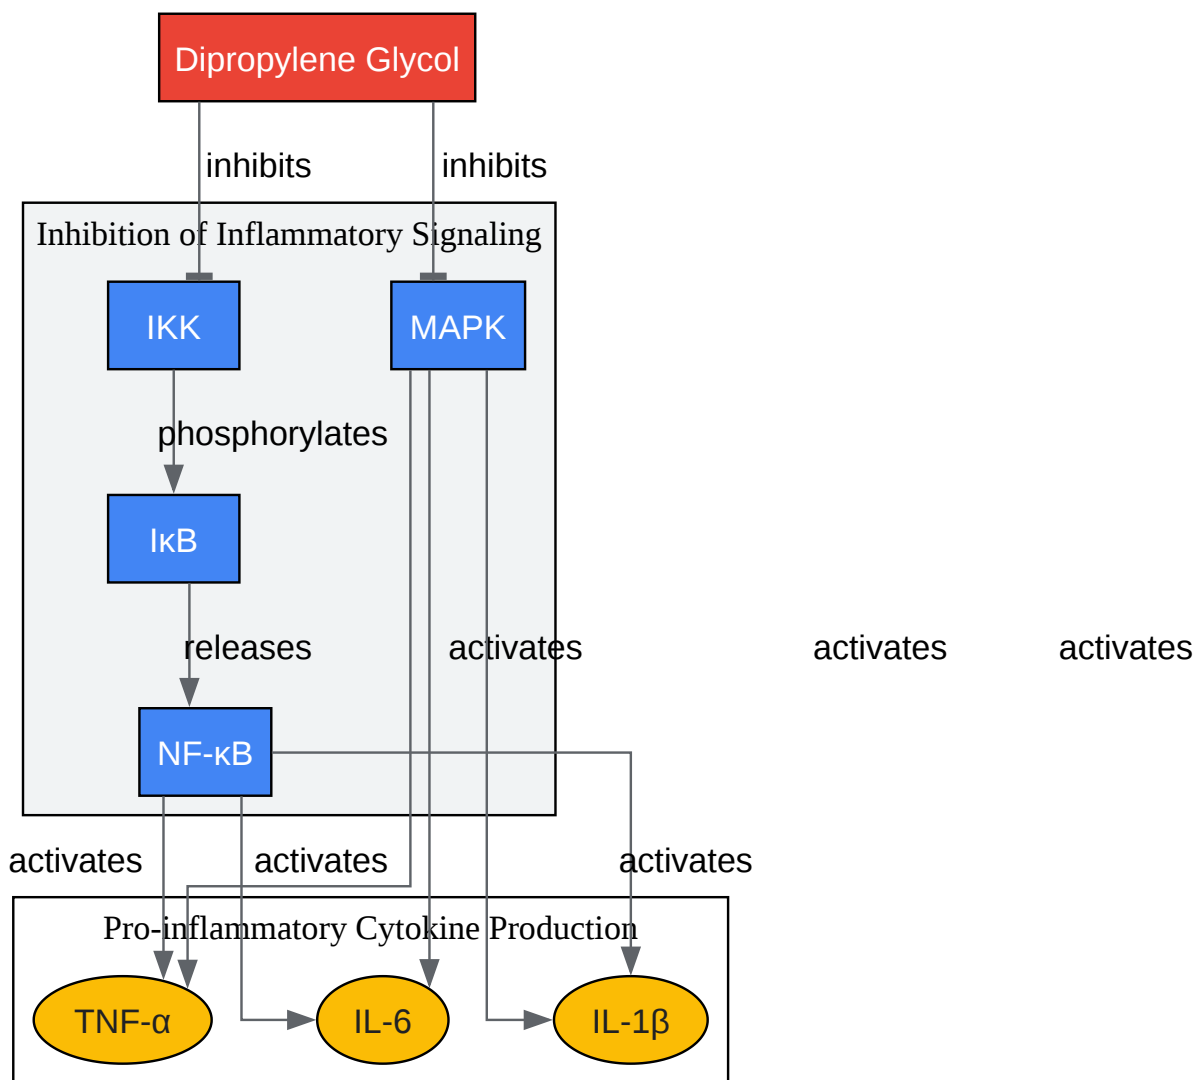 Dipropylene Glycol
inhibits
inhibits
Inhibition of Inflammatory Signaling
IKK
MAPK
phosphorylates
IκB
releases
activates
activates
activates
NF-κB
activates
activates
activates
Pro-inflammatory Cytokine Production
TNF-α
IL-6
IL-1β